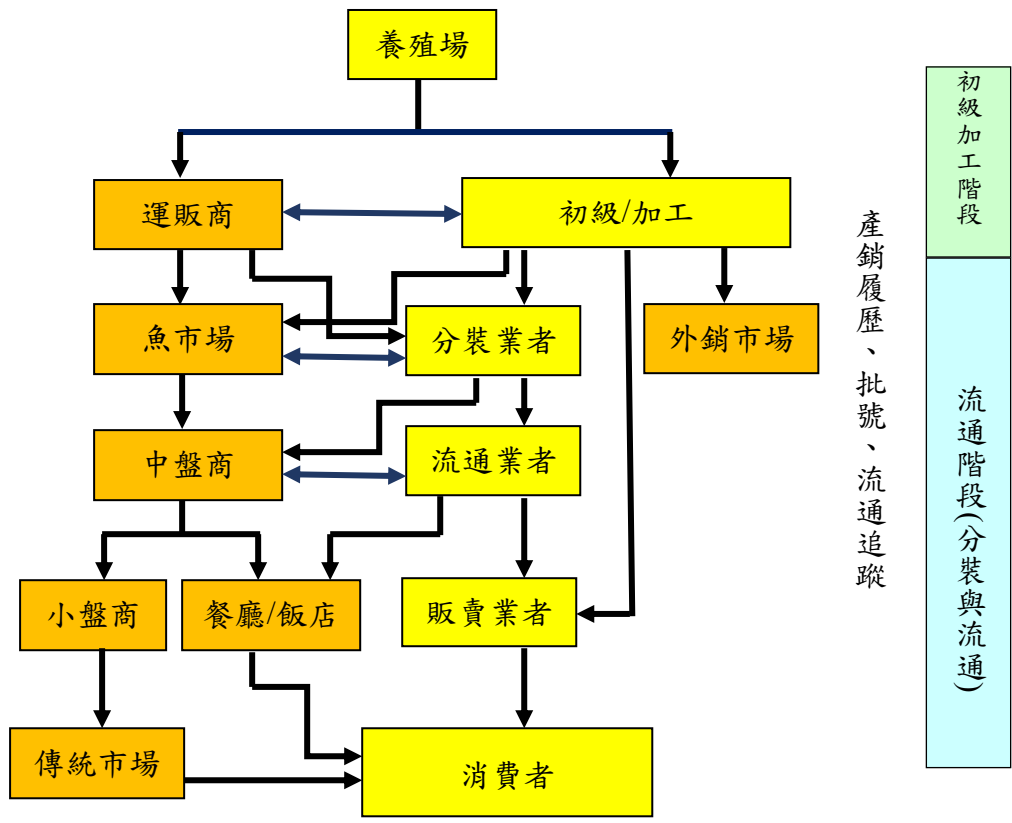 養殖場
運販商
初級/加工
魚市場
分裝業者
外銷市場
中盤商
流通業者
小盤商
餐廳/飯店
販賣業者
傳統市場
消費者
產銷履歷、批號、流通追蹤
初級加工階段
流通階段(分裝與流通)